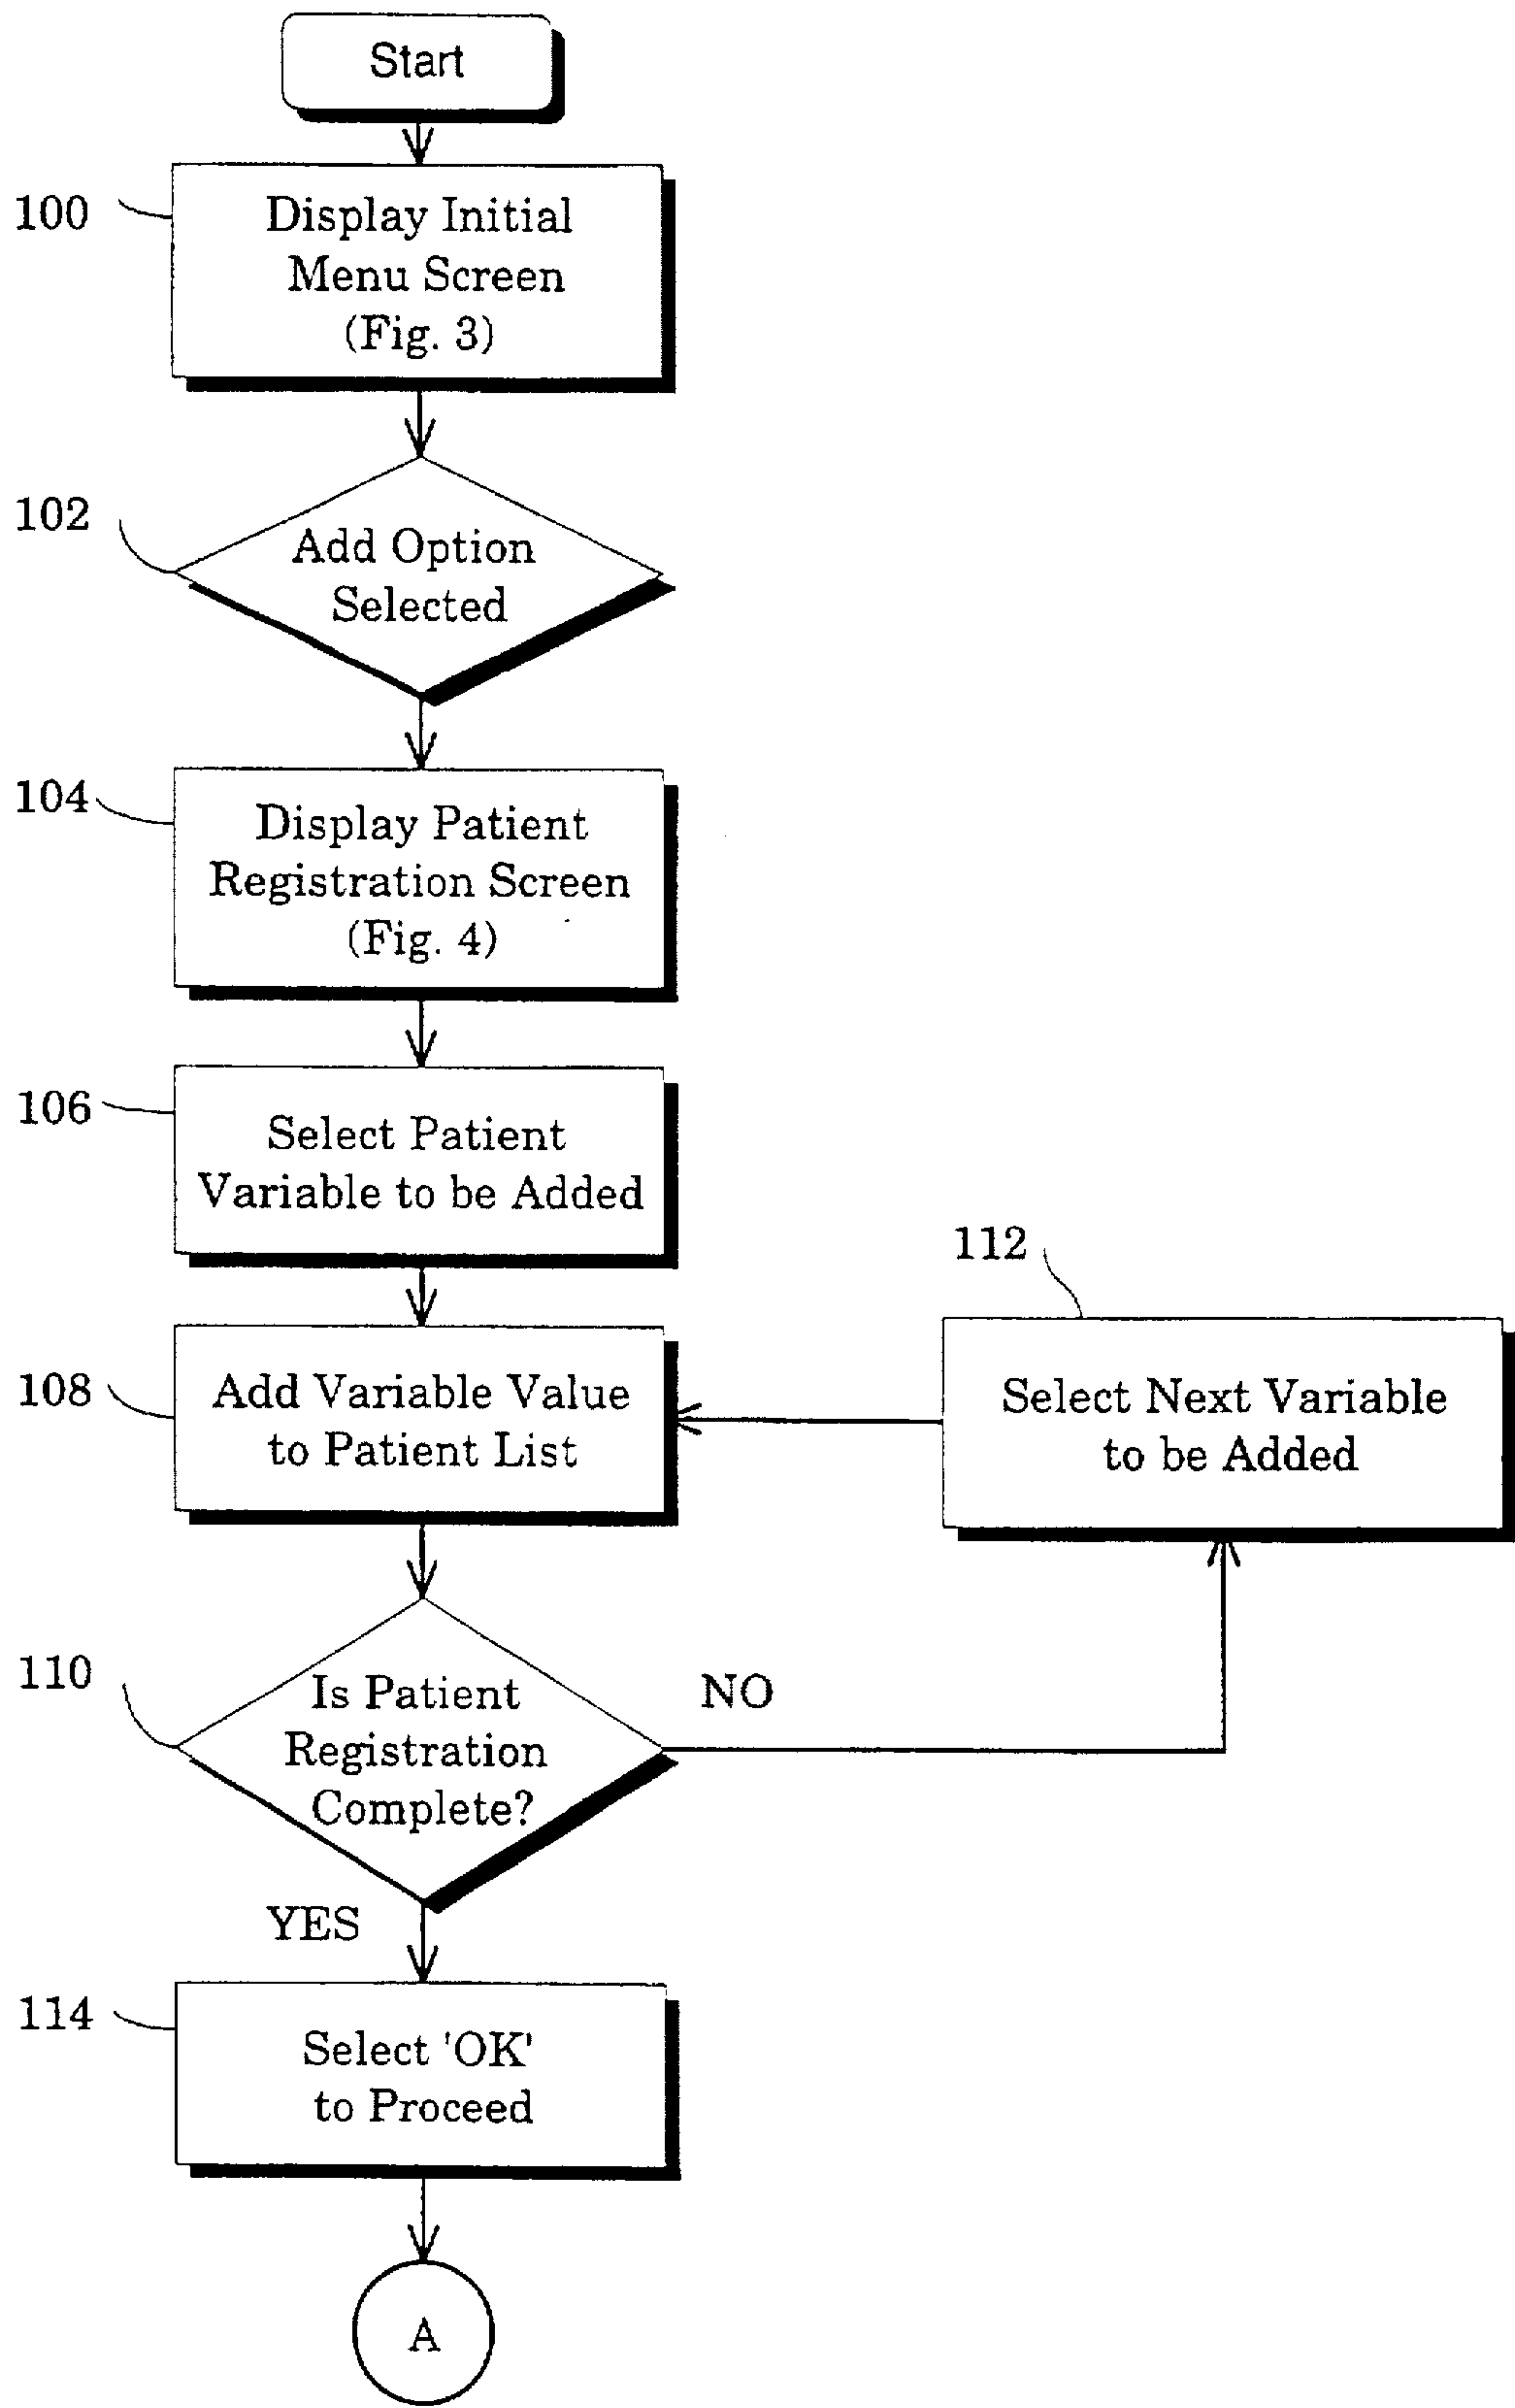 Start
100
Display Initial
Menu Screen
(Fig. 3)
102
Add Option
Selected
104
Display Patient
Registration Screen
(Fig. 4)
106
Select Patient
Variable to be Added
108
Add Variable Value
to Patient List
112
Select Next Variable
to be Added
110
Is Patient
Registration
Complete?
NO
YES
114
Select 'OK'
to Proceed
A